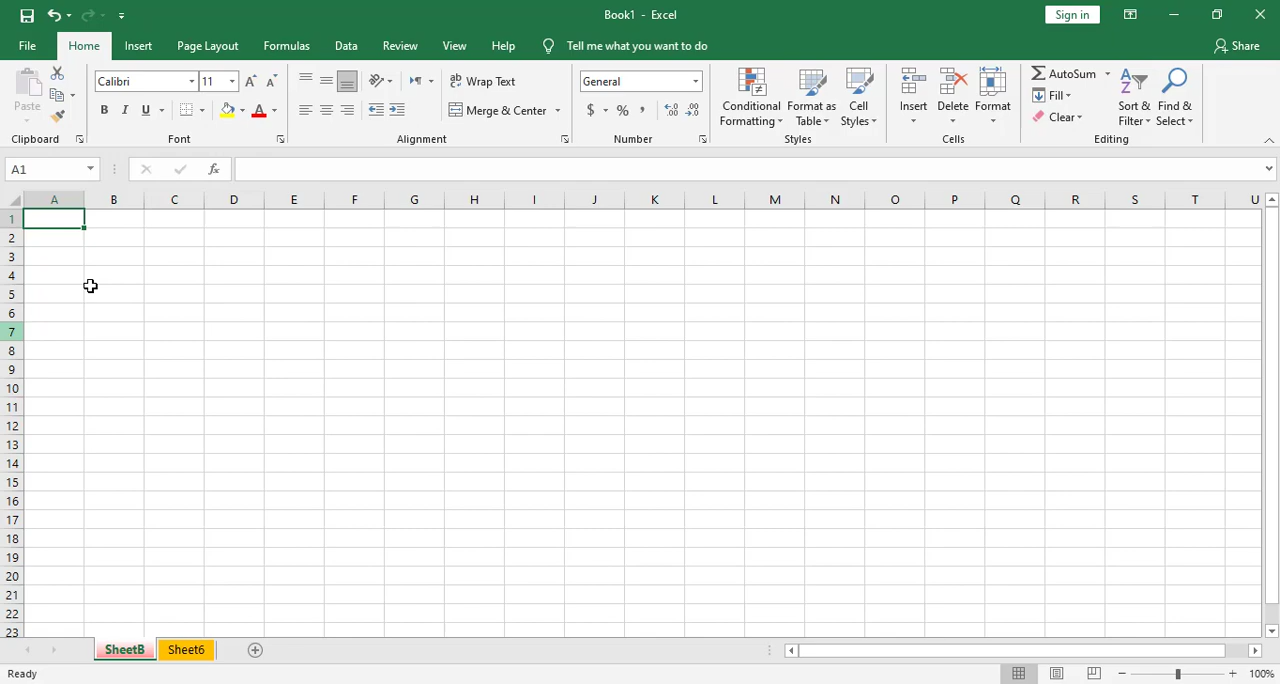 Book1 - Excel
Sign in
File Home Insert Page Layout Formulas Data Review View Help Tell me what you want to do Share
Paste
Calibri 11
B I U A
Wrap Text
Merge & Center
General
$ % , .00 .0
Conditional Formatting
Format as Table
Cell Styles
Insert
Delete
Format
AutoSum
Fill
Clear
Sort & Filter
Find & Select
Clipboard Font Alignment Number Styles Cells Editing
A1 fx
A B C D E F G H I J K L M N O P Q R S T U
1
2
3
4
5
6
7
8
9
10
11
12
13
14
15
16
17
18
19
20
21
22
23
SheetB Sheet6
Ready 100%